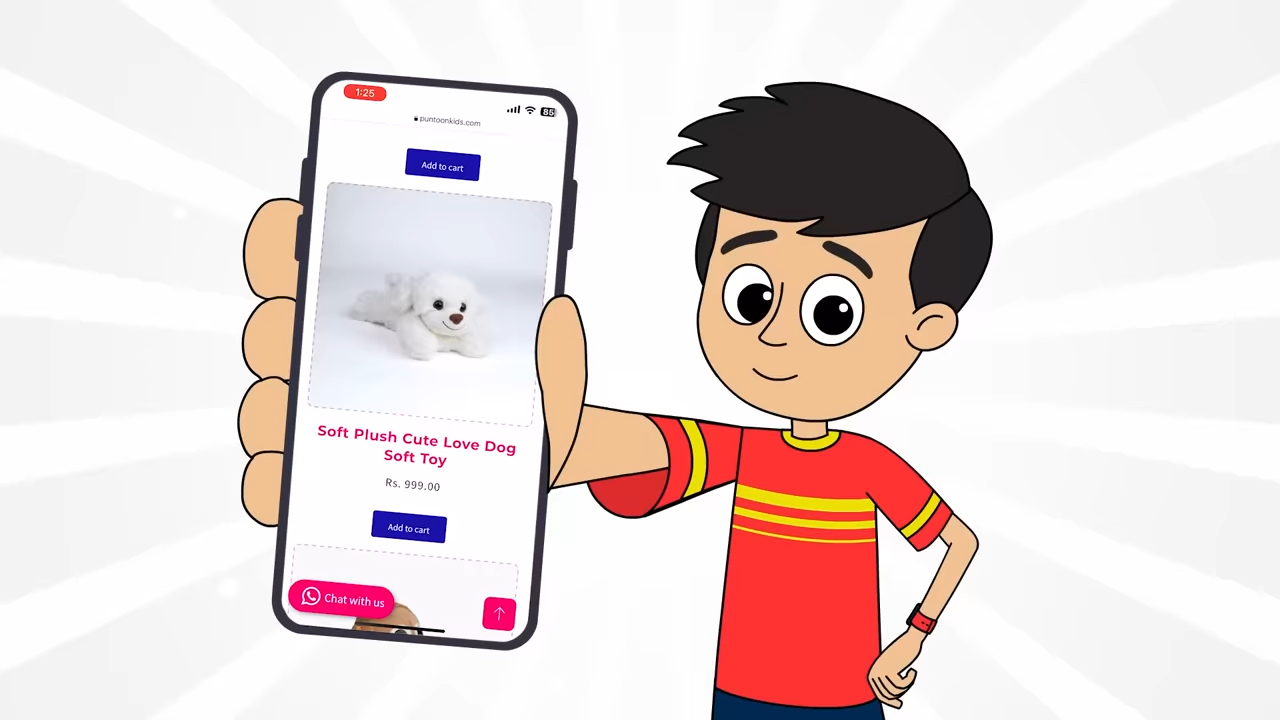 1:25
85
puntoonkids.com
Add to cart
Soft Plush Cute Love Dog
Soft Toy
Rs. 999.00
Add to cart
Chat with us